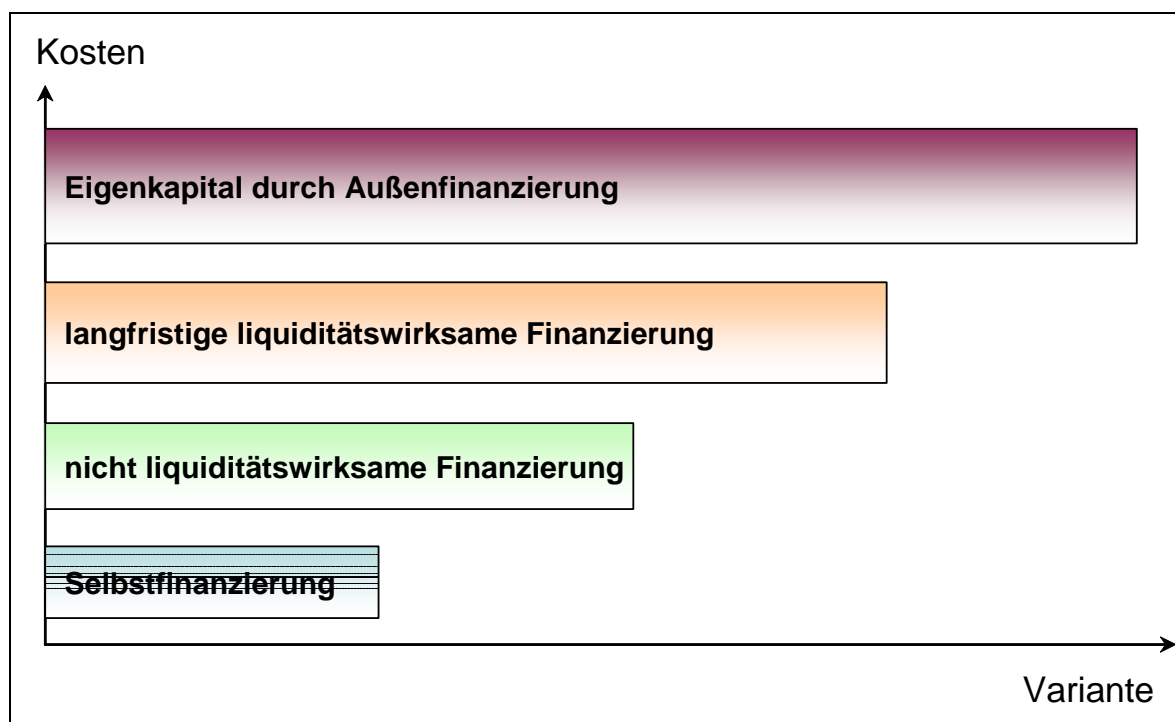 Kosten
Eigenkapital durch Außenfinanzierung
langfristige liquiditätswirksame Finanzierung
nicht liquiditätswirksame Finanzierung
Selbstfinanzierung
Variante